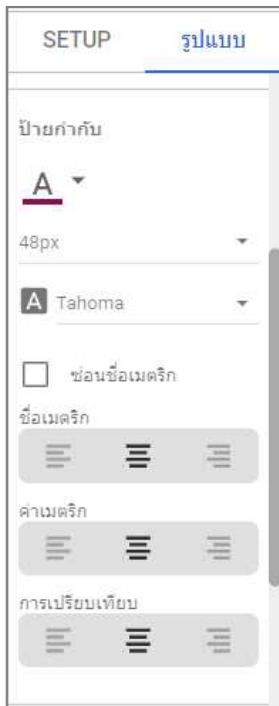 SETUP รูปแบบ
ป้ายกำกับ
A
48px
A Tahoma
ซ่อนชื่อเมตริก
ชื่อเมตริก
ค่าเมตริก
การเปรียบเทียบ